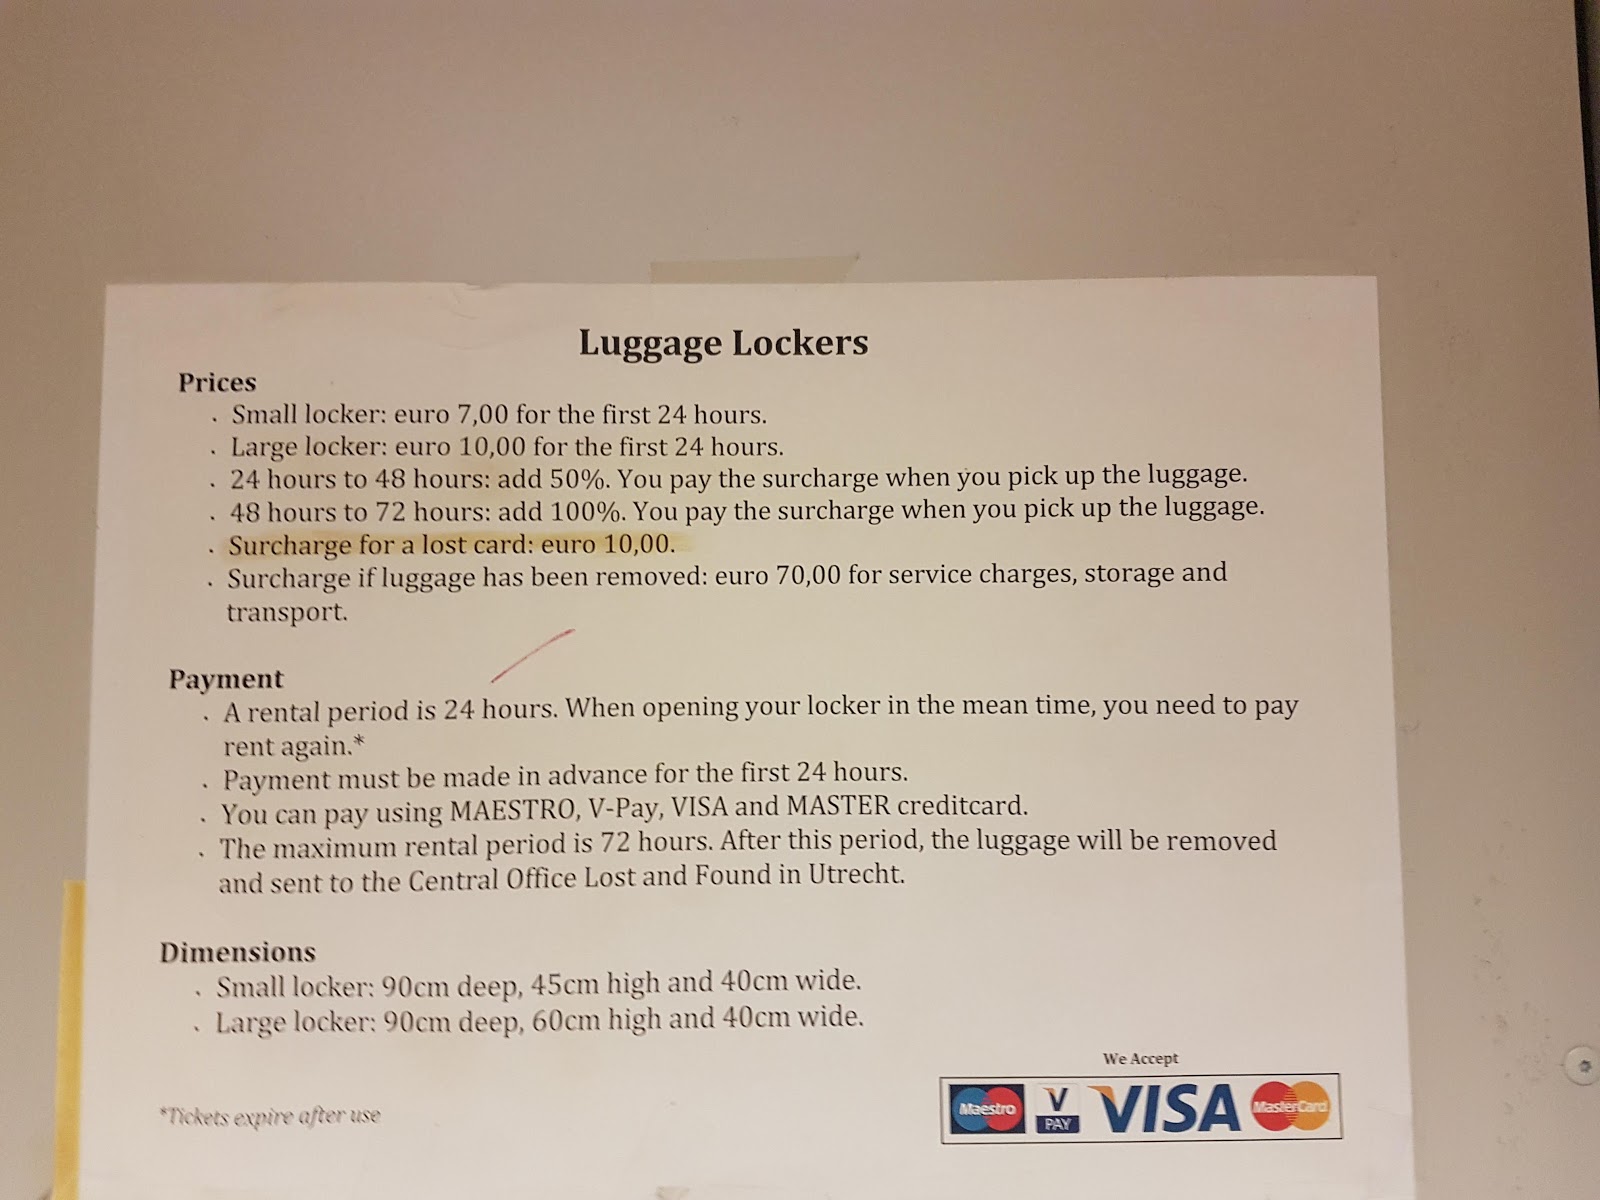 Luggage Lockers
Prices
. Small locker: euro 7,00 for the first 24 hours.
. Large locker: euro 10,00 for the first 24 hours.
. 24 hours to 48 hours: add 50%. You pay the surcharge when you pick up the luggage.
. 48 hours to 72 hours: add 100%. You pay the surcharge when you pick up the luggage.
. Surcharge for a lost card: euro 10,00.
. Surcharge if luggage has been removed: euro 70,00 for service charges, storage and
transport.
Payment
. A rental period is 24 hours. When opening your locker in the mean time, you need to pay
rent again.*
. Payment must be made in advance for the first 24 hours.
. You can pay using MAESTRO, V-Pay, VISA and MASTER creditcard.
. The maximum rental period is 72 hours. After this period, the luggage will be removed
and sent to the Central Office Lost and Found in Utrecht.
Dimensions
. Small locker: 90cm deep, 45cm high and 40cm wide.
. Large locker: 90cm deep, 60cm high and 40cm wide.
We Accept
Maestro V PAY VISA MasterCard
*Tickets expire after use